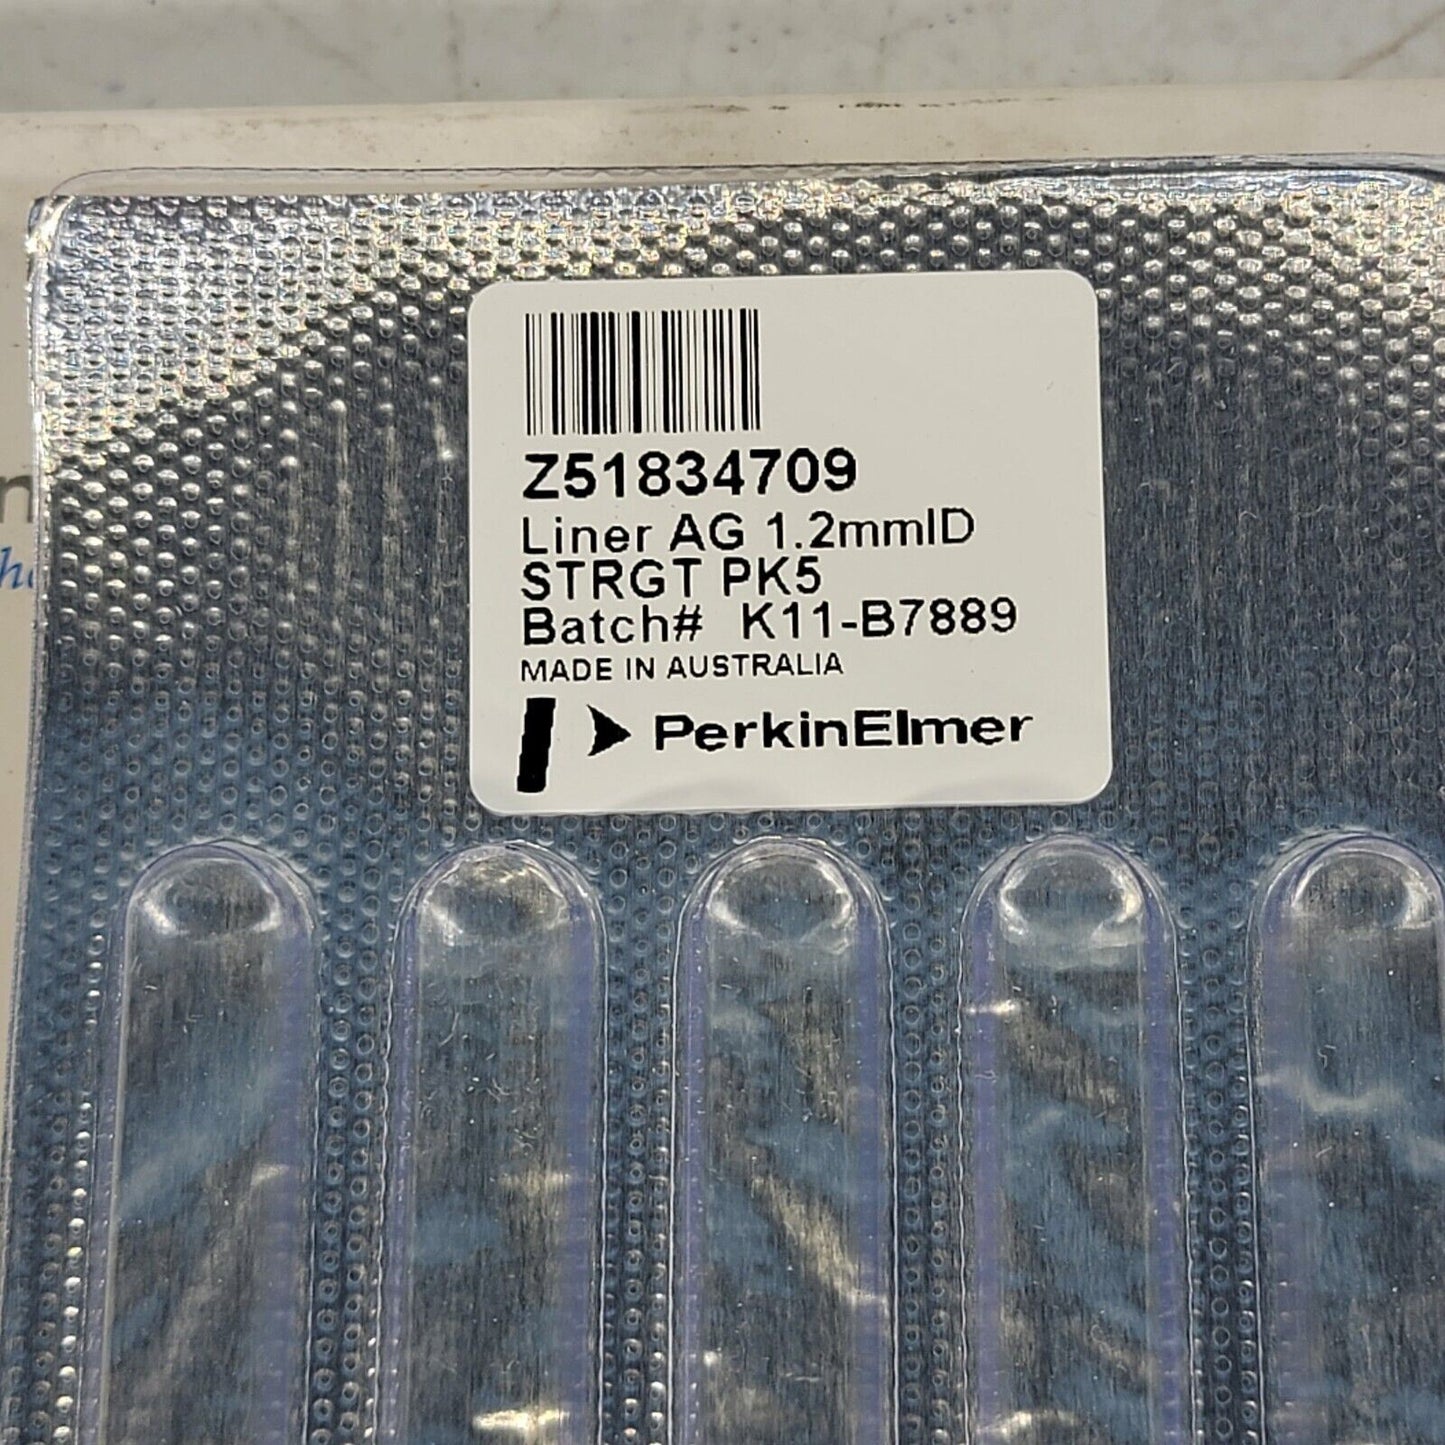 Z51834709
Liner AG 1.2mmID
STRGT PK5
Batch# K11-B7889
MADE IN AUSTRALIA
PerkinElmer